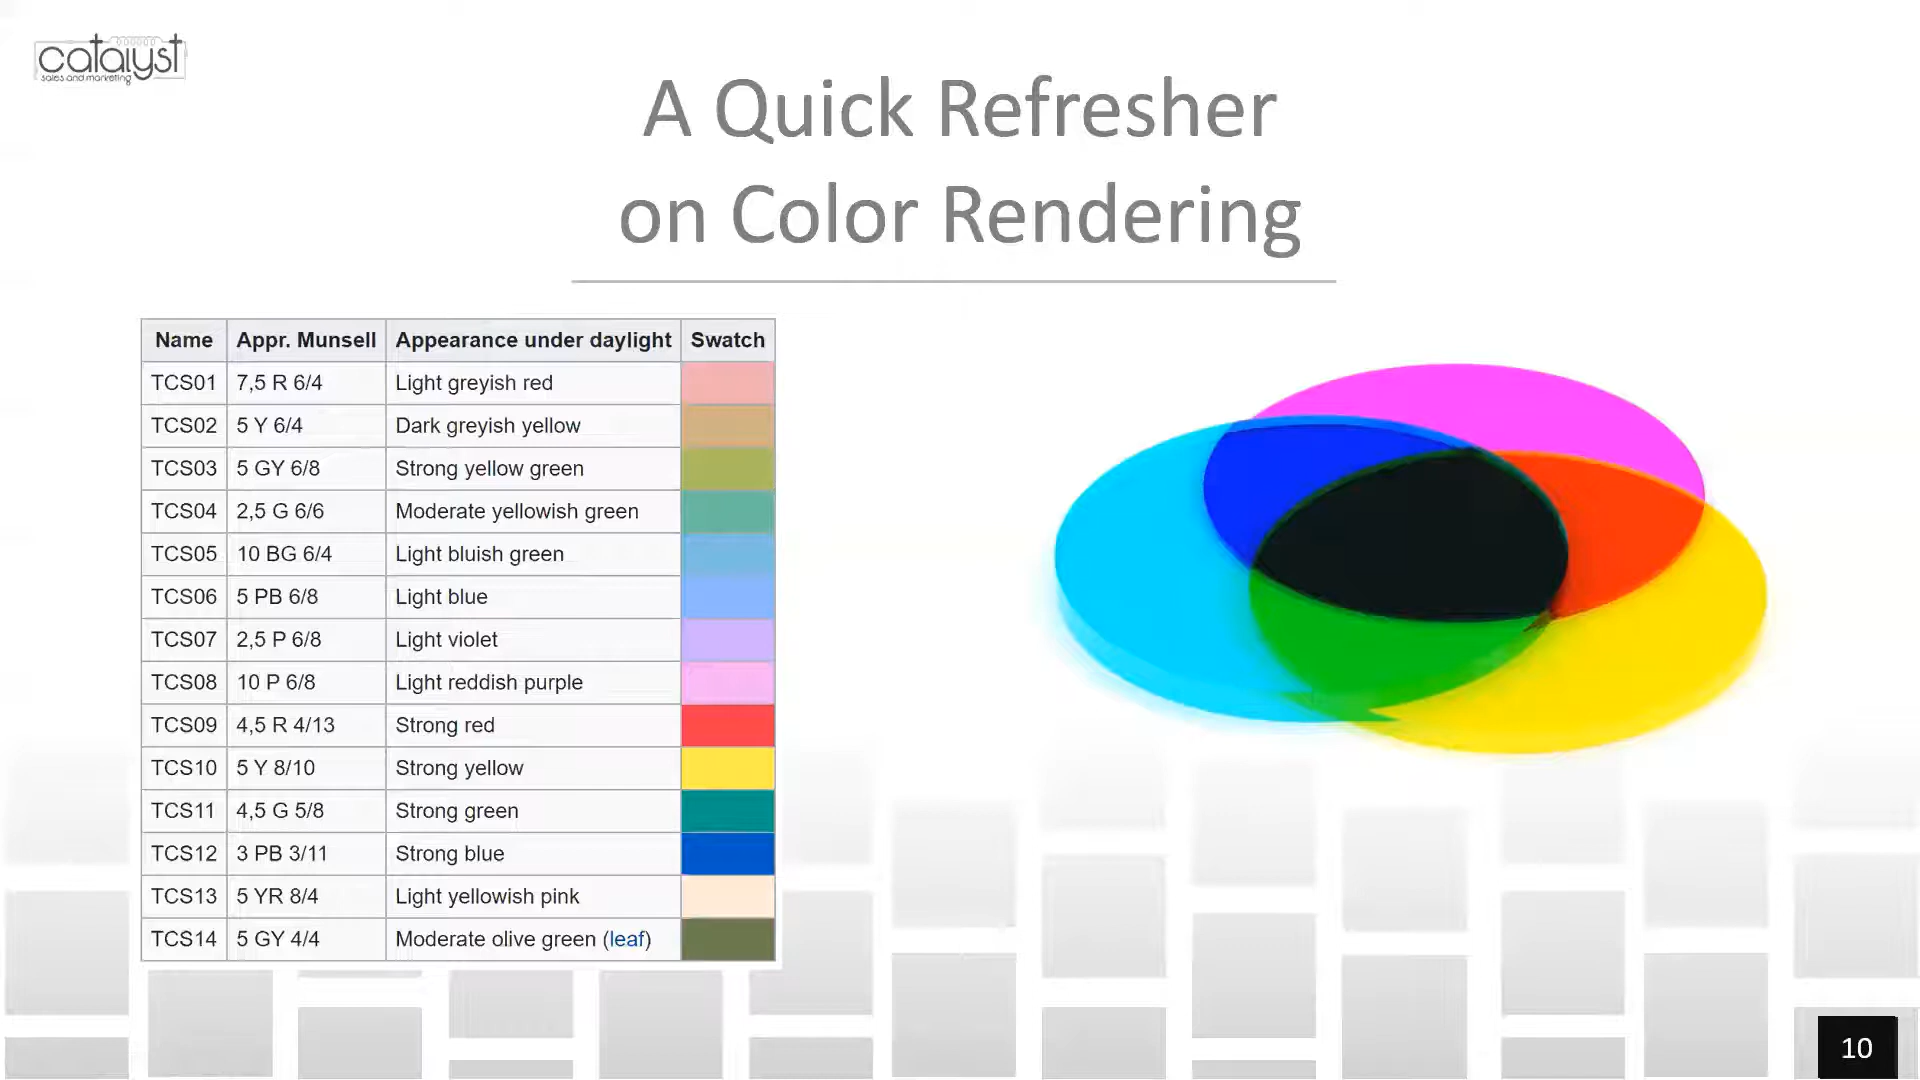 catalyst
sales and marketing
A Quick Refresher
on Color Rendering
Name Appr. Munsell Appearance under daylight Swatch
TCS01 7,5 R 6/4 Light greyish red
TCS02 5 Y 6/4 Dark greyish yellow
TCS03 5 GY 6/8 Strong yellow green
TCS04 2,5 G 6/6 Moderate yellowish green
TCS05 10 BG 6/4 Light bluish green
TCS06 5 PB 6/8 Light blue
TCS07 2,5 P 6/8 Light violet
TCS08 10 P 6/8 Light reddish purple
TCS09 4,5 R 4/13 Strong red
TCS10 5 Y 8/10 Strong yellow
TCS11 4,5 G 5/8 Strong green
TCS12 3 PB 3/11 Strong blue
TCS13 5 YR 8/4 Light yellowish pink
TCS14 5 GY 4/4 Moderate olive green (leaf)
10